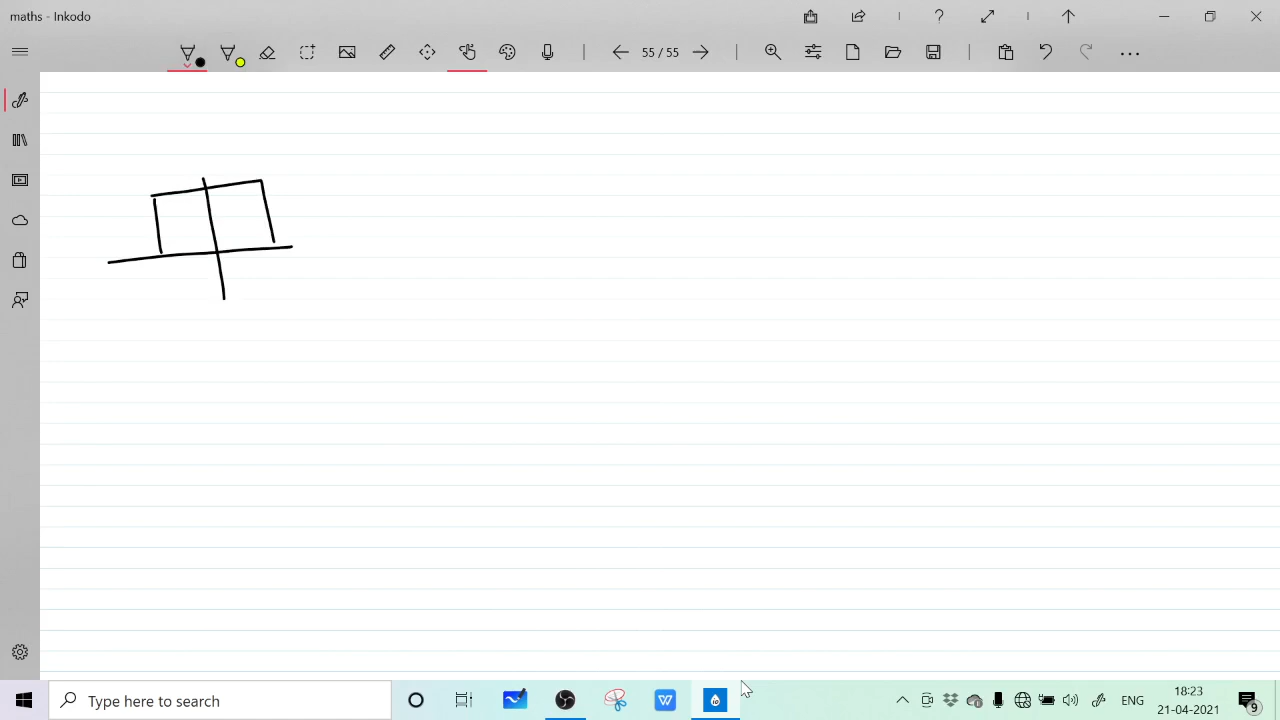 maths - Inkodo
55 / 55
Type here to search
ENG
18:23
21-04-2021
9